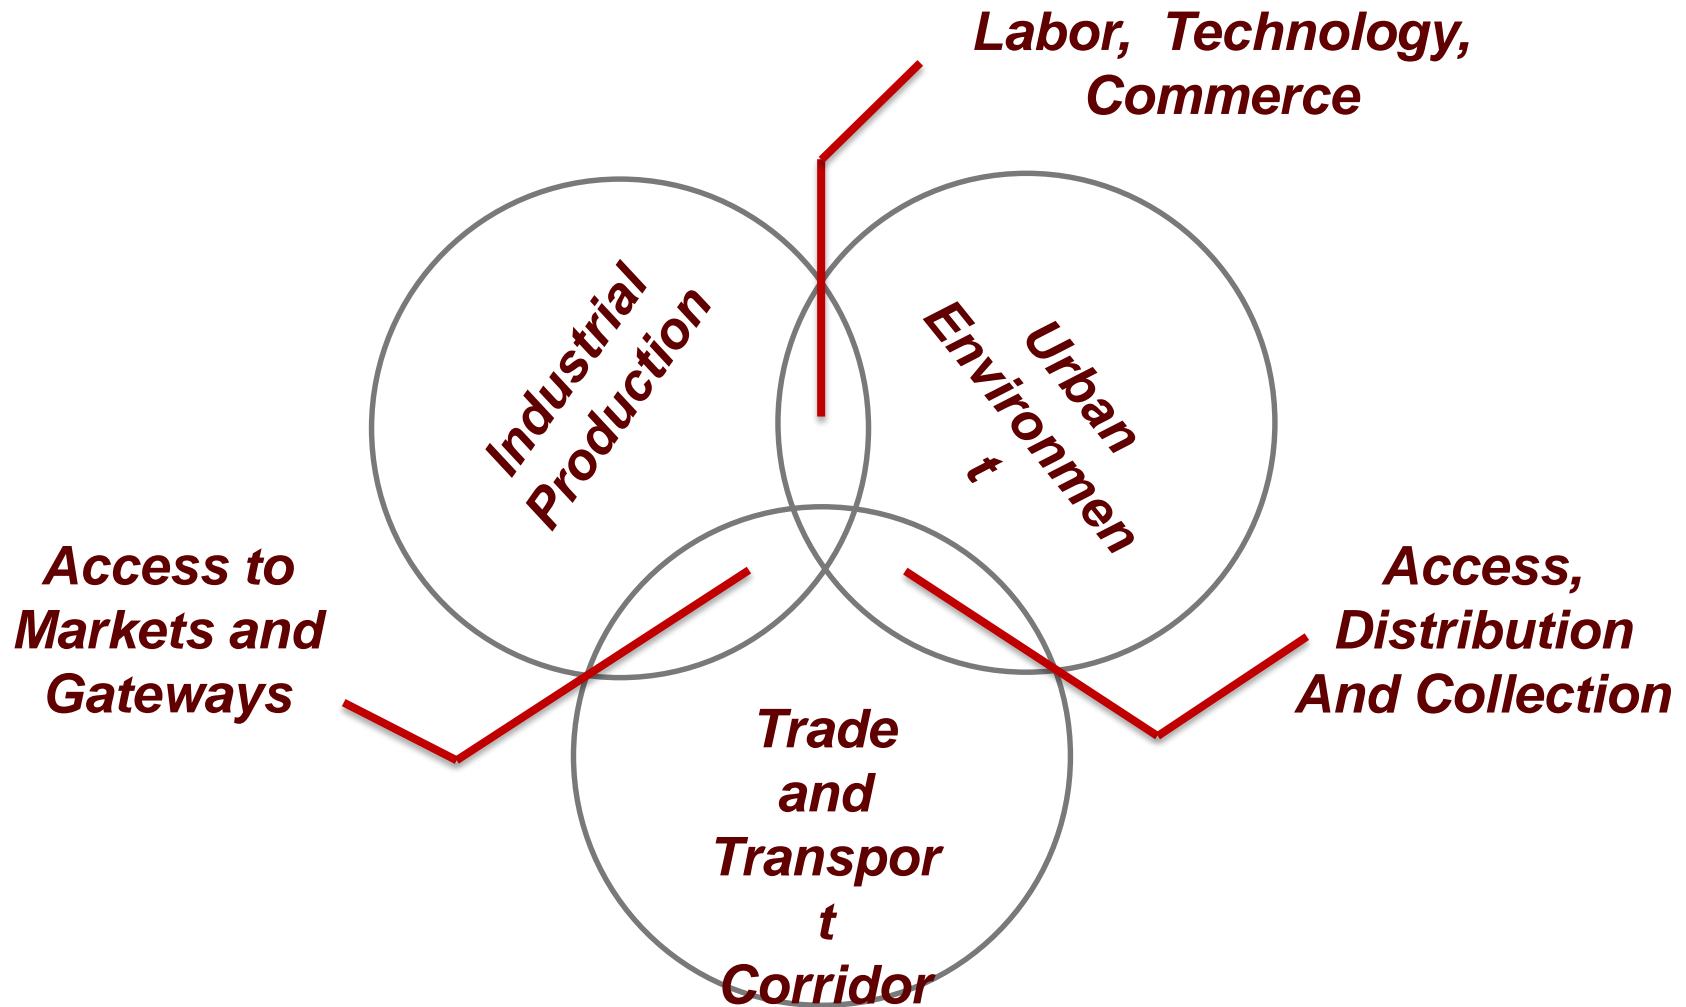 Labor, Technology,
Commerce
Industrial
Production
Urban
Environmen
t
Access to
Markets and
Gateways
Access,
Distribution
And Collection
Trade
and
Transpor
t
Corridor